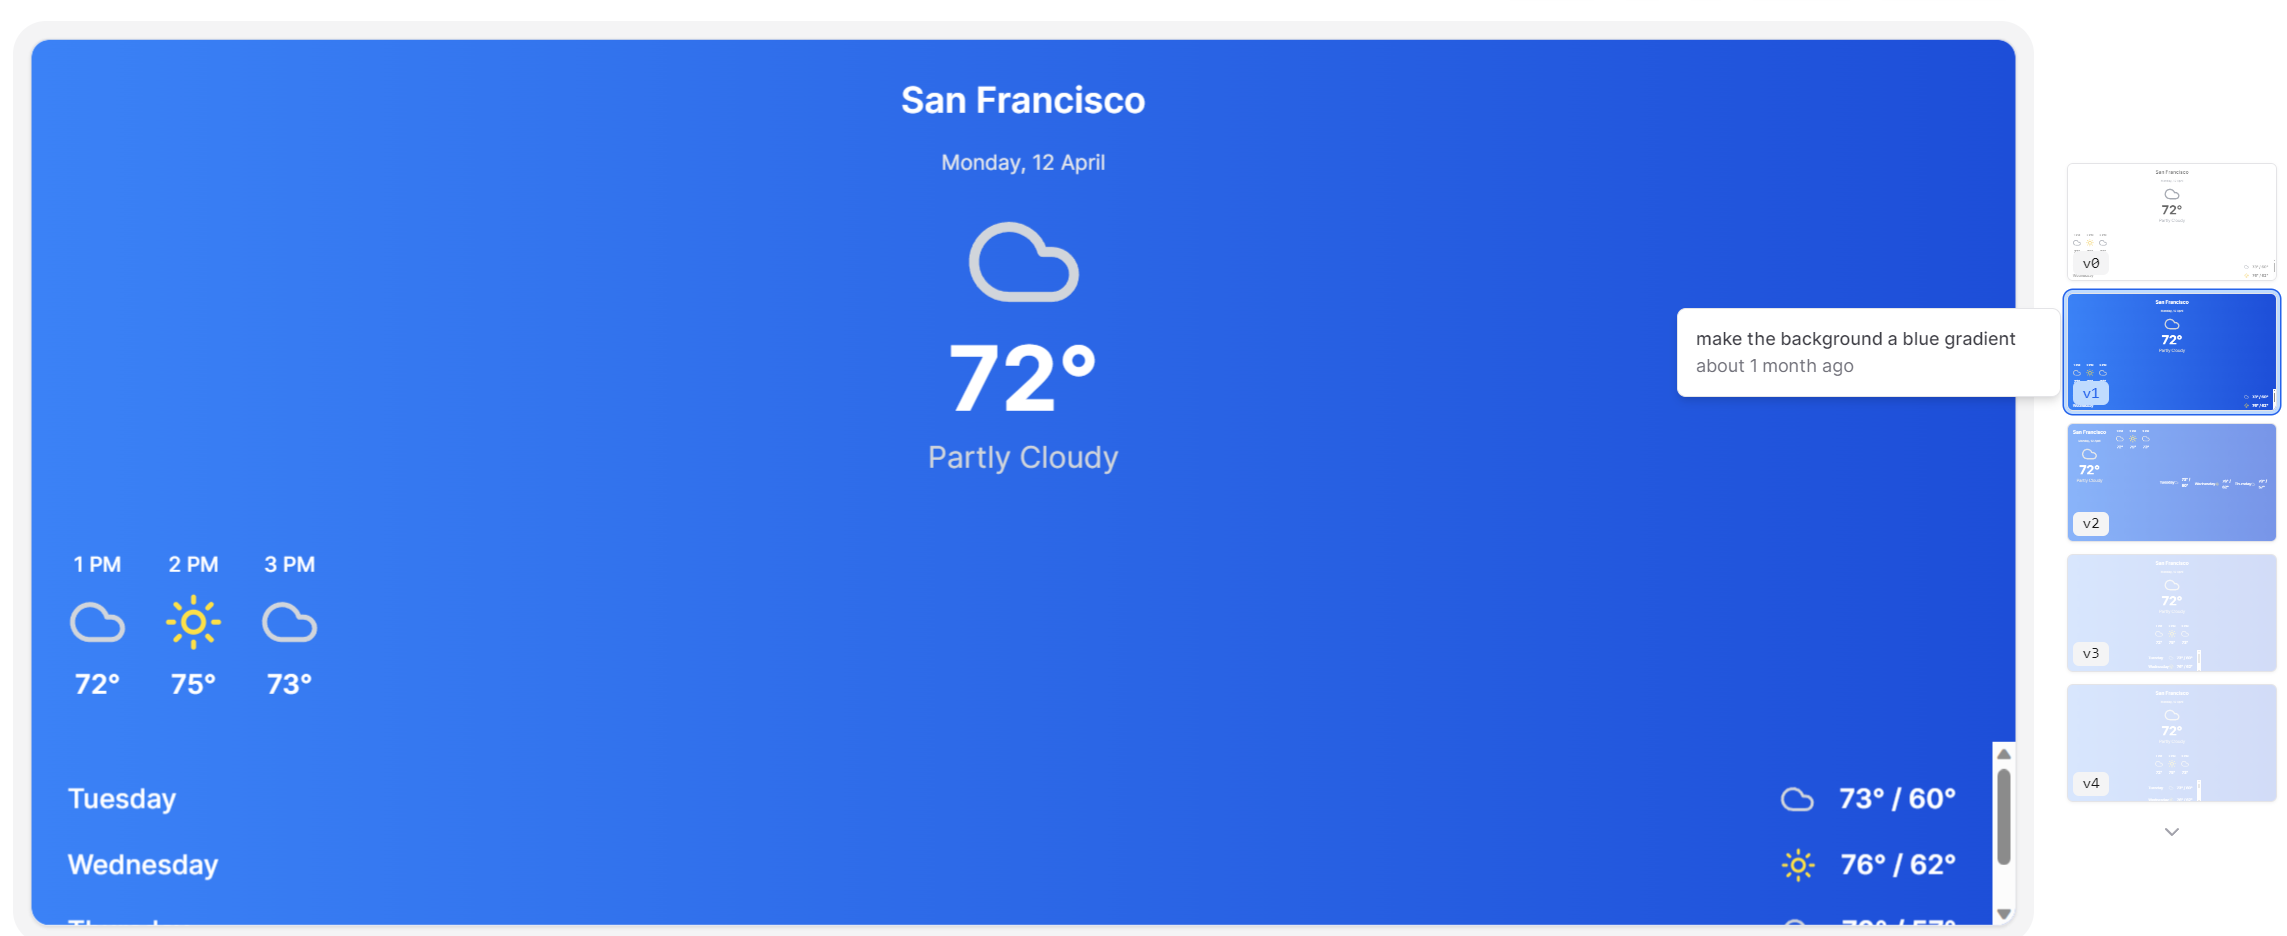 San Francisco
Monday, 12 April
72°
Partly Cloudy
1 PM 2 PM 3 PM
72° 75° 73°
Tuesday 73° / 60°
Wednesday 76° / 62°
make the background a blue gradient
about 1 month ago
San Francisco
72°
Partly Cloudy
v0
San Francisco
72°
Partly Cloudy
v1
San Francisco
72°
Partly Cloudy
v2
San Francisco
72°
v3
San Francisco
72°
v4